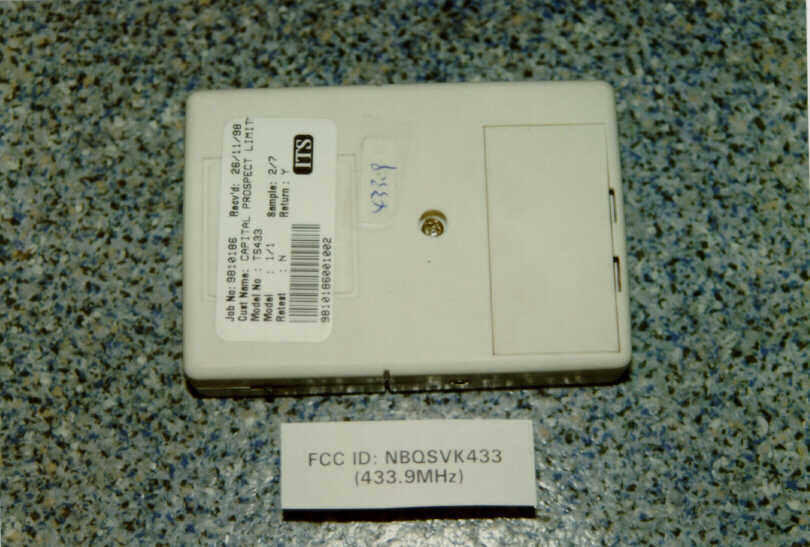 Job No: 9810186 Recv'd: 26/11/98
Cust Name: CAPITAL PROSPECT LIMIT
Model No : TS433
Model : 1/1 Sample: 2/7
Retest : N Return : Y
9810186001002
ITS
433.9
FCC ID: NBQSVK433
(433.9MHz)